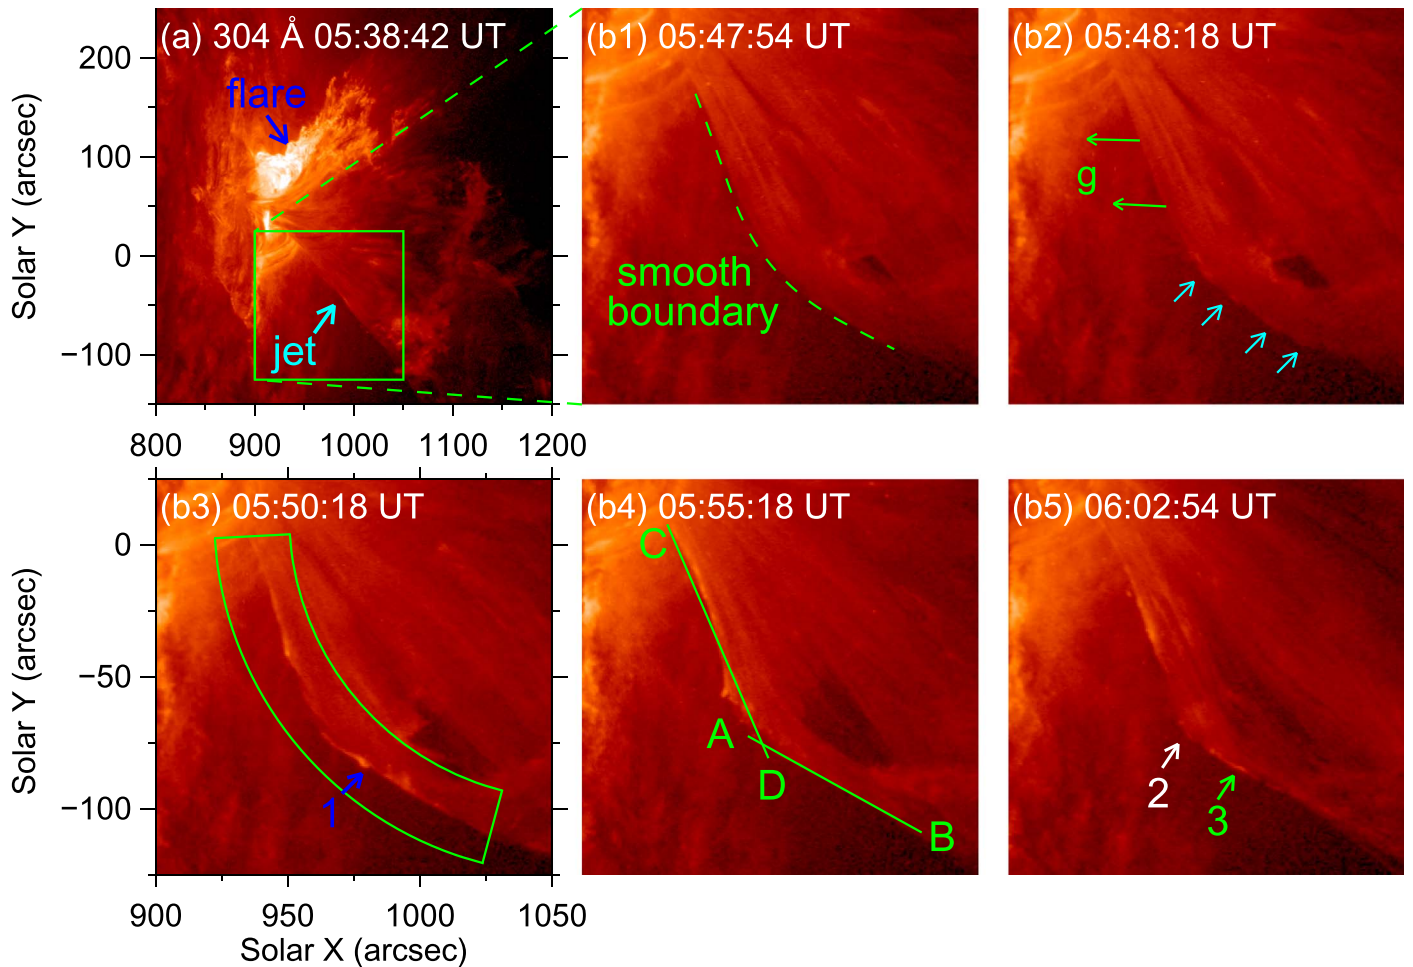 (a) 304 Å 05:38:42 UT
flare
jet
200
100
0
−100
Solar Y (arcsec)
800 900 1000 1100 1200
(b1) 05:47:54 UT
smooth
boundary
(b2) 05:48:18 UT
g
(b3) 05:50:18 UT
1
0
−50
−100
Solar Y (arcsec)
900 950 1000 1050
Solar X (arcsec)
(b4) 05:55:18 UT
C
A
D
B
(b5) 06:02:54 UT
2
3